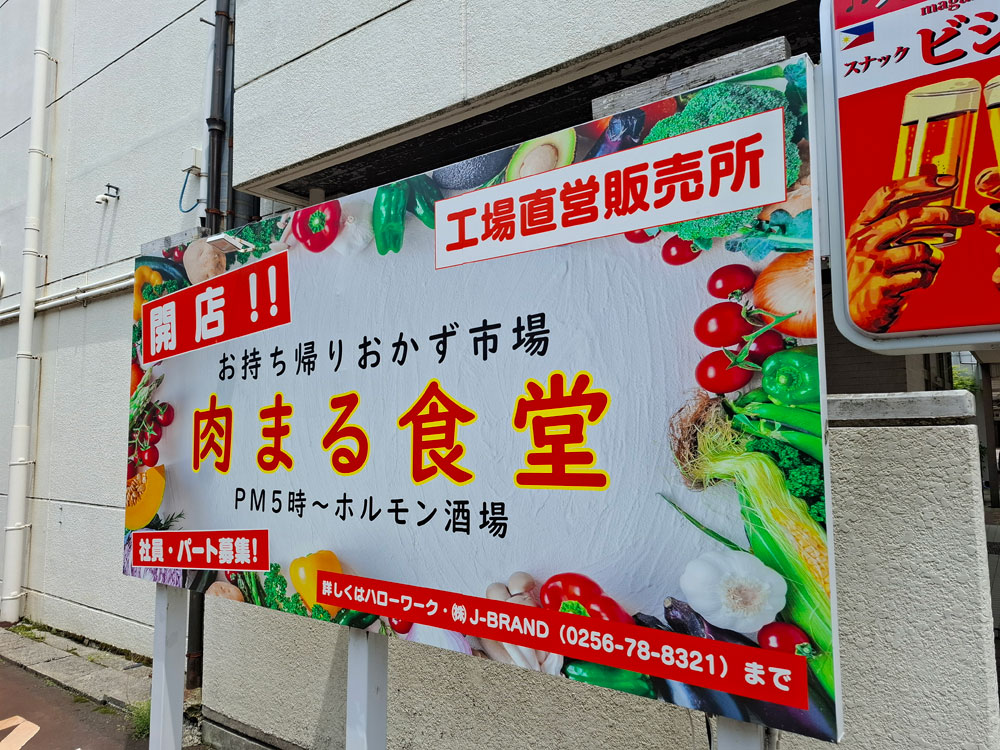 工場直営販売所
開店!!
お持ち帰りおかず市場
肉まる食堂
PM5時～ホルモン酒場
社員・パート募集!
詳しくはハローワーク・㈱J-BRAND（0256-78-8321）まで
スナック